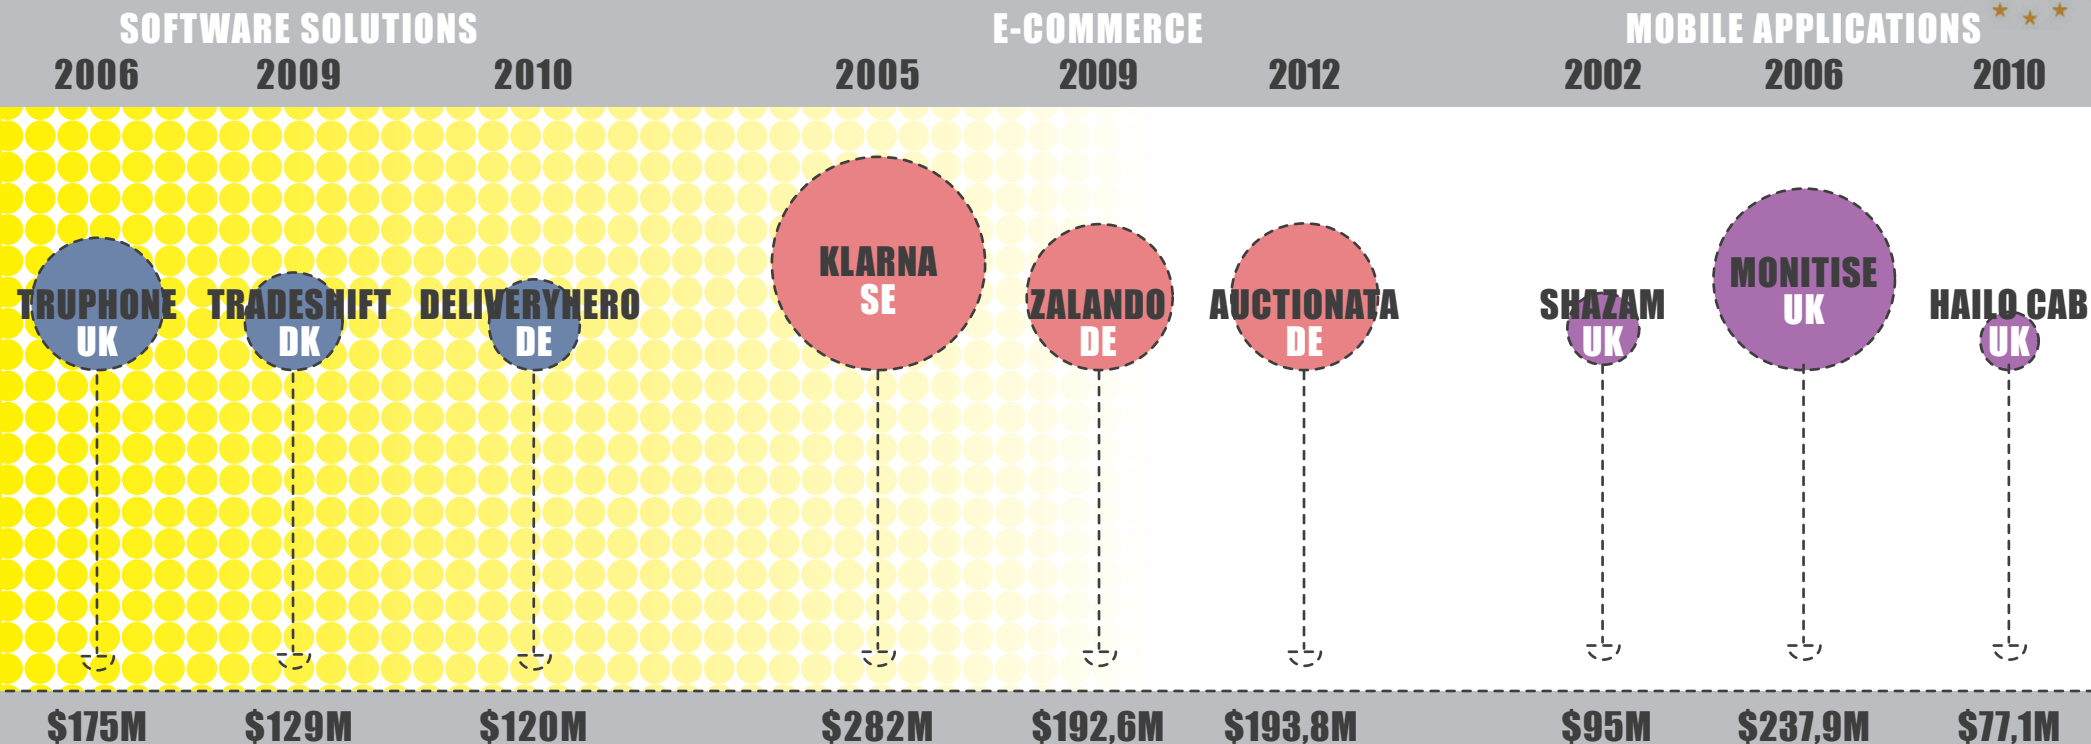 SOFTWARE SOLUTIONS E-COMMERCE MOBILE APPLICATIONS
2006 2009 2010 2005 2009 2012 2002 2006 2010
KLARNA
SE
MONITISE
UK
TRUPHONE TRADESHIFT DELIVERYHERO ZALANDO AUCTIONATA SHAZAM HAILO CAB
UK DK DE DE DE UK UK
$175M $129M $120M $282M $192,6M $193,8M $95M $237,9M $77,1M